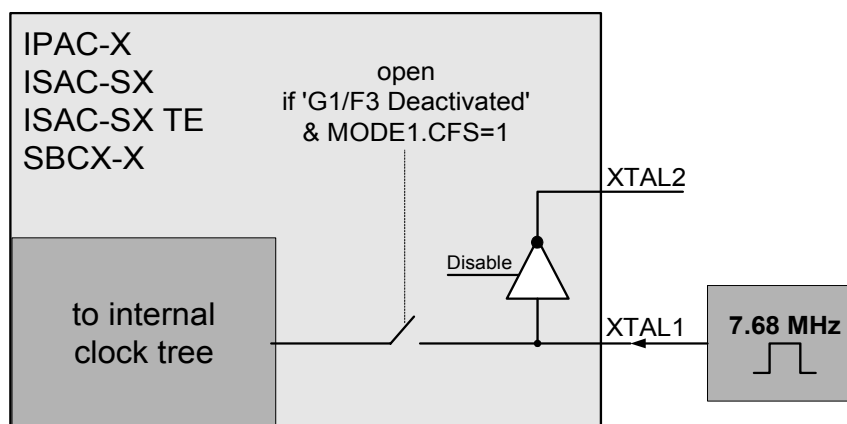 IPAC-X
ISAC-SX
ISAC-SX TE
SBCX-X
open
if 'G1/F3 Deactivated'
& MODE1.CFS=1
XTAL2
Disable
to internal
clock tree
XTAL1
7.68 MHz